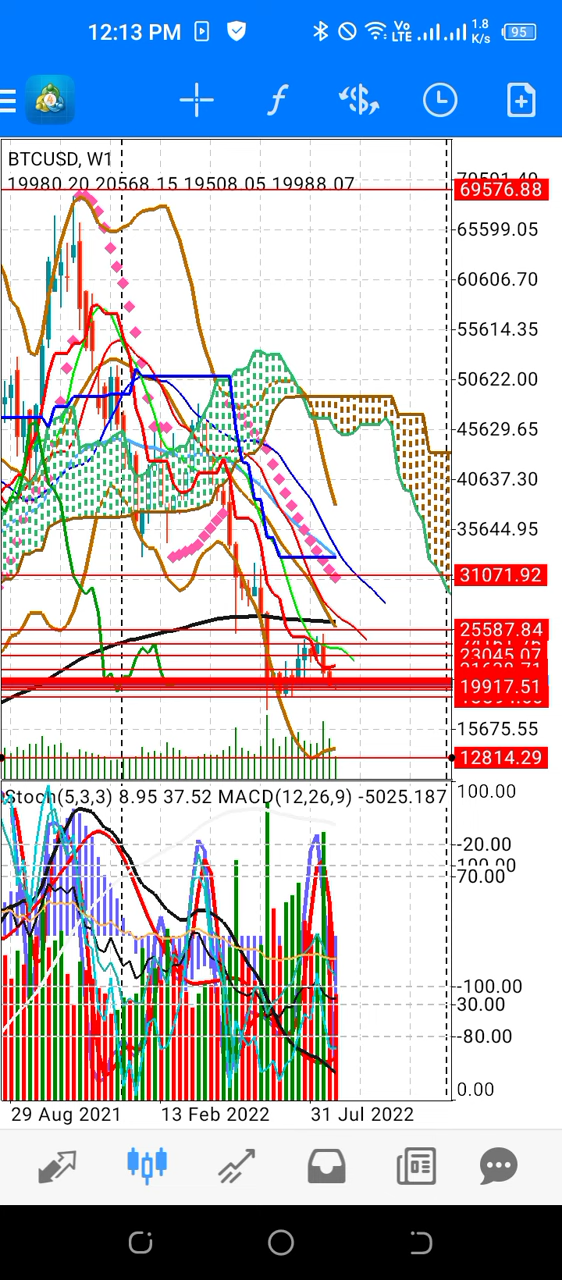 12:13 PM
Vo LTE
1.8 K/s
95
4
f
$
BTCUSD, W1
19980.20 20568.15 19508.05 19988.07
69576.88
65599.05
60606.70
55614.35
50622.00
45629.65
40637.30
35644.95
31071.92
25587.84
23045.07
19917.51
15675.55
12814.29
Stoch(53,3) 8.95 37.52 MACD(12,26,9) -5025.187
100.00
-20.00
70.00
-100.00
30.00
-80.00
0.00
29 Aug 2021
13 Feb 2022
31 Jul 2022